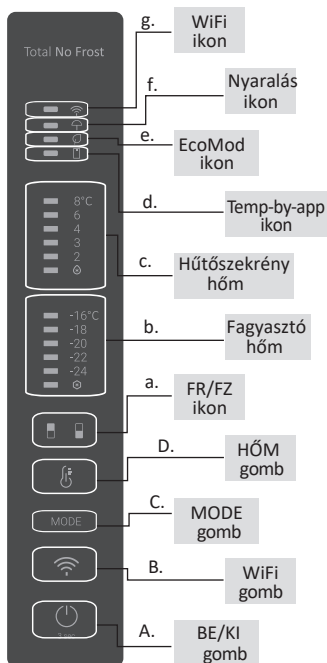 g.
WiFi
ikon
Total No Frost
f.
Nyaralás
ikon
e.
EcoMod
ikon
d.
Temp-by-app
ikon
8°C
6
4
3
2
c.
Hűtőszekrény
hőm
b.
Fagyasztó
hőm
-16°C
-18
-20
-22
-24
a.
FR/FZ
ikon
D.
HŐM
gomb
C.
MODE
MODE
gomb
B.
WiFi
gomb
A.
BE/KI
gomb
3 sec